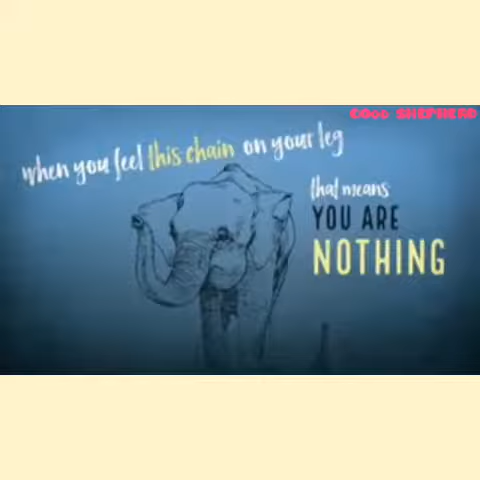 GOOD SHEPHERD
when you feel this chain on your leg
that means
YOU ARE
NOTHING